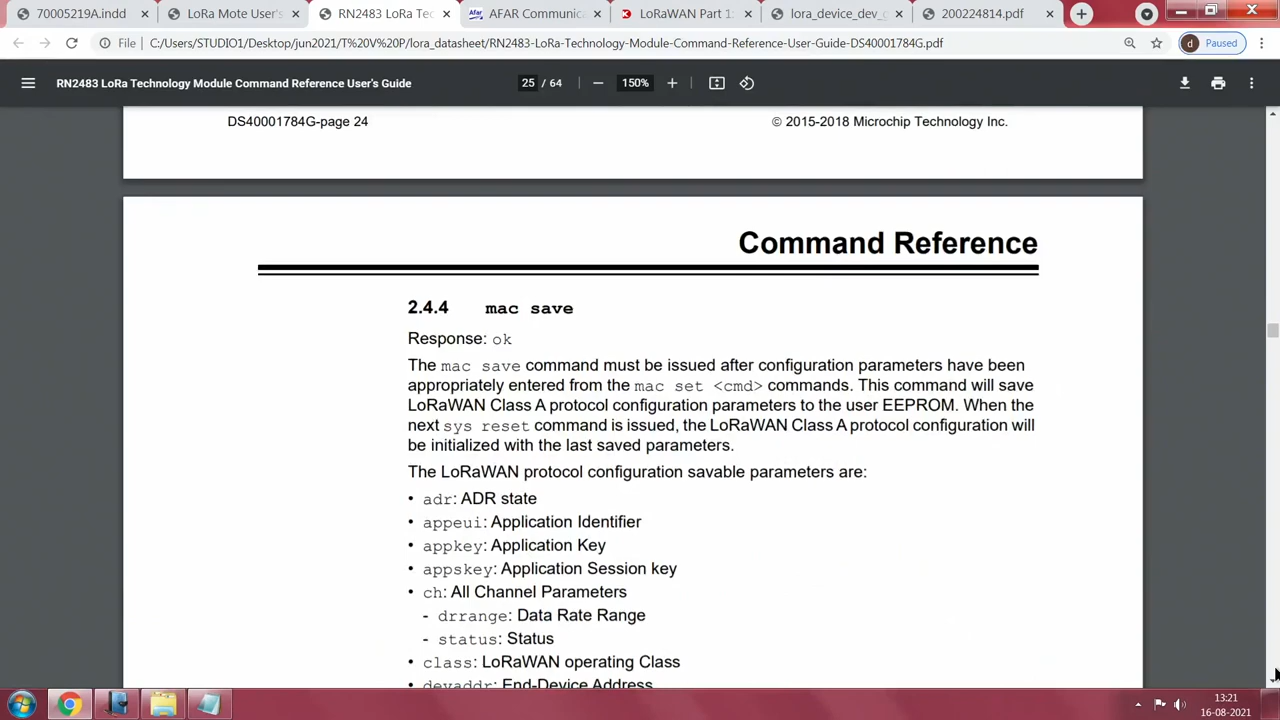 70005219A.indd
LoRa Mote User's
RN2483 LoRa Tec
AFAR Communica
LoRaWAN Part 1:
lora_device_dev_g
16-08-2021
File C:/Users/STUDIO1/Desktop/jun2021/T%20V%20P/lora_datasheet/RN2483-LoRa-Technology-Module-Command-Reference-User-Guide-DS40001784G.pdf
d Paused
RN2483 LoRa Technology Module Command Reference User's Guide
25 / 64
150%
DS40001784G-page 24
© 2015-2018 Microchip Technology Inc.
Command Reference
2.4.4 mac save
Response: ok
The mac save command must be issued after configuration parameters have been
appropriately entered from the mac set <cmd> commands. This command will save
LoRaWAN Class A protocol configuration parameters to the user EEPROM. When the
next sys reset command is issued, the LoRaWAN Class A protocol configuration will
be initialized with the last saved parameters.
The LoRaWAN protocol configuration savable parameters are:
• adr: ADR state
• appeui: Application Identifier
• appkey: Application Key
• appskey: Application Session key
• ch: All Channel Parameters
- drrange: Data Rate Range
- status: Status
• class: LoRaWAN operating Class
• devaddr: End-Device Address
13:21